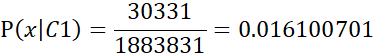 P(x|C1) = 30331/1883831 = 0.016100701